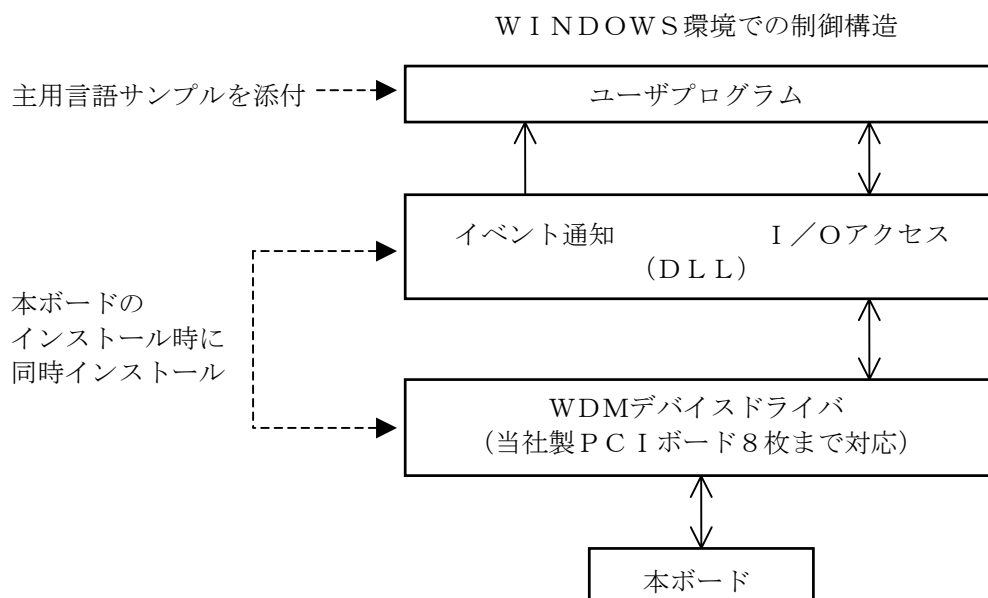 ＷＩＮＤＯＷＳ環境での制御構造
主用言語サンプルを添付
ユーザプログラム
イベント通知　Ｉ／Ｏアクセス
（ＤＬＬ）
本ボードの
インストール時に
同時インストール
ＷＤＭデバイスドライバ
（当社製ＰＣＩボード８枚まで対応）
本ボード